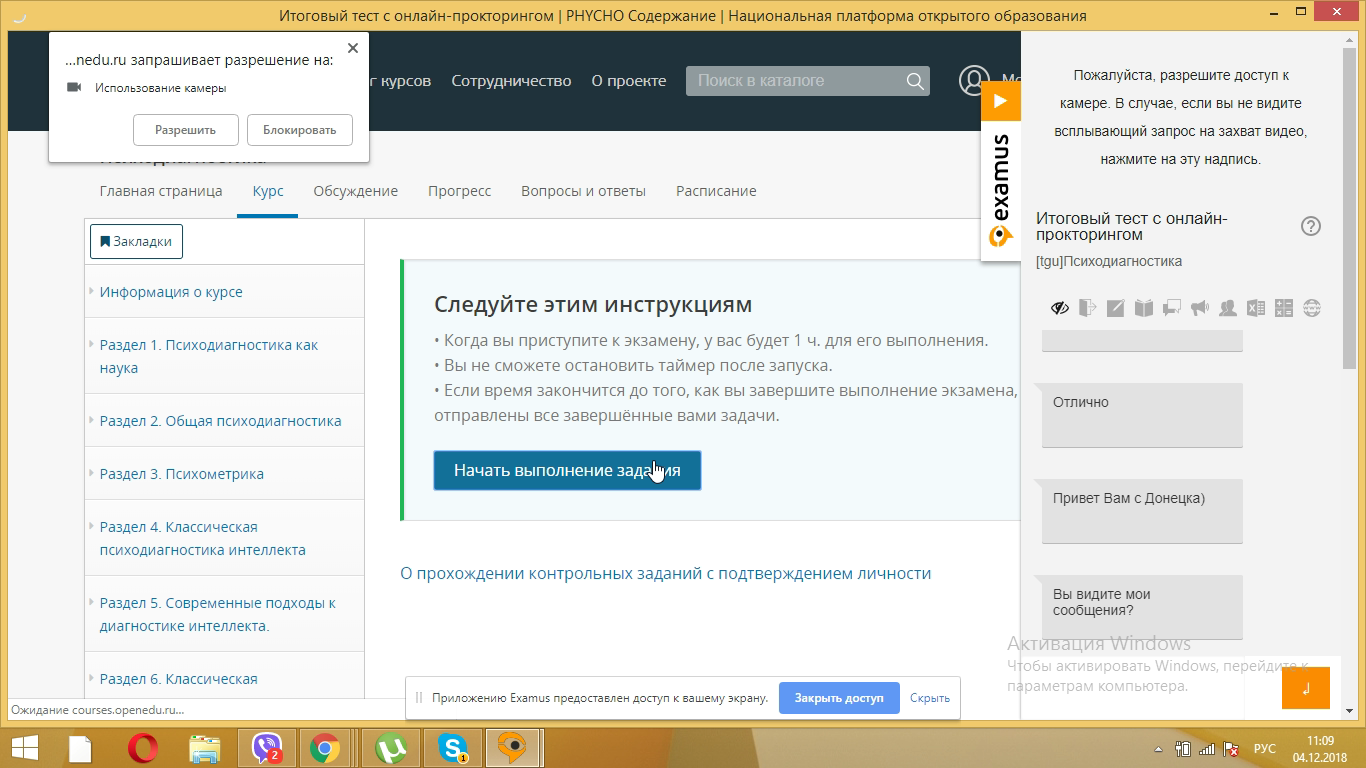 Итоговый тест с онлайн-прокторингом | PHYCHO Содержание | Национальная платформа открытого образования
...nedu.ru запрашивает разрешение на:
Использование камеры
Разрешить
Блокировать
г курсов
Сотрудничество
О проекте
Поиск в каталоге
Главная страница
Курс
Обсуждение
Прогресс
Вопросы и ответы
Расписание
Закладки
Информация о курсе
Раздел 1. Психодиагностика как
наука
Раздел 2. Общая психодиагностика
Раздел 3. Психометрика
Раздел 4. Классическая
психодиагностика интеллекта
Раздел 5. Современные подходы к
диагностике интеллекта.
Раздел 6. Классическая
Следуйте этим инструкциям
• Когда вы приступите к экзамену, у вас будет 1 ч. для его выполнения.
• Вы не сможете остановить таймер после запуска.
• Если время закончится до того, как вы завершите выполнение экзамена,
отправлены все завершённые вами задачи.
Начать выполнение задания
О прохождении контрольных заданий с подтверждением личности
examus
Пожалуйста, разрешите доступ к
камере. В случае, если вы не видите
всплывающий запрос на захват видео,
нажмите на эту надпись.
Итоговый тест с онлайн-
прокторингом
[tgu]Психодиагностика
Отлично
Привет Вам с Донецка)
Вы видите мои
сообщения?
Активация Windows
Чтобы активировать Windows, перейдите к
параметрам компьютера.
Приложению Examus предоставлен доступ к вашему экрану.
Закрыть доступ
Скрыть
Ожидание courses.openedu.ru...
2
1
РУС
11:09
04.12.2018